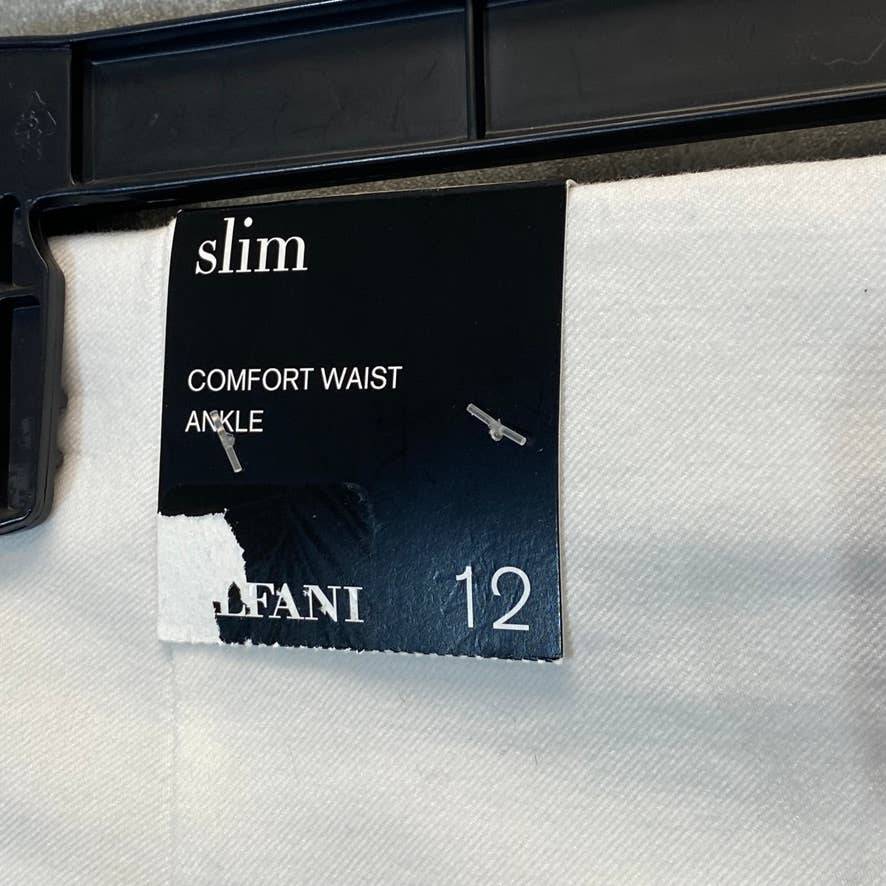 slim
COMFORT WAIST
ANKLE
LFANI 12